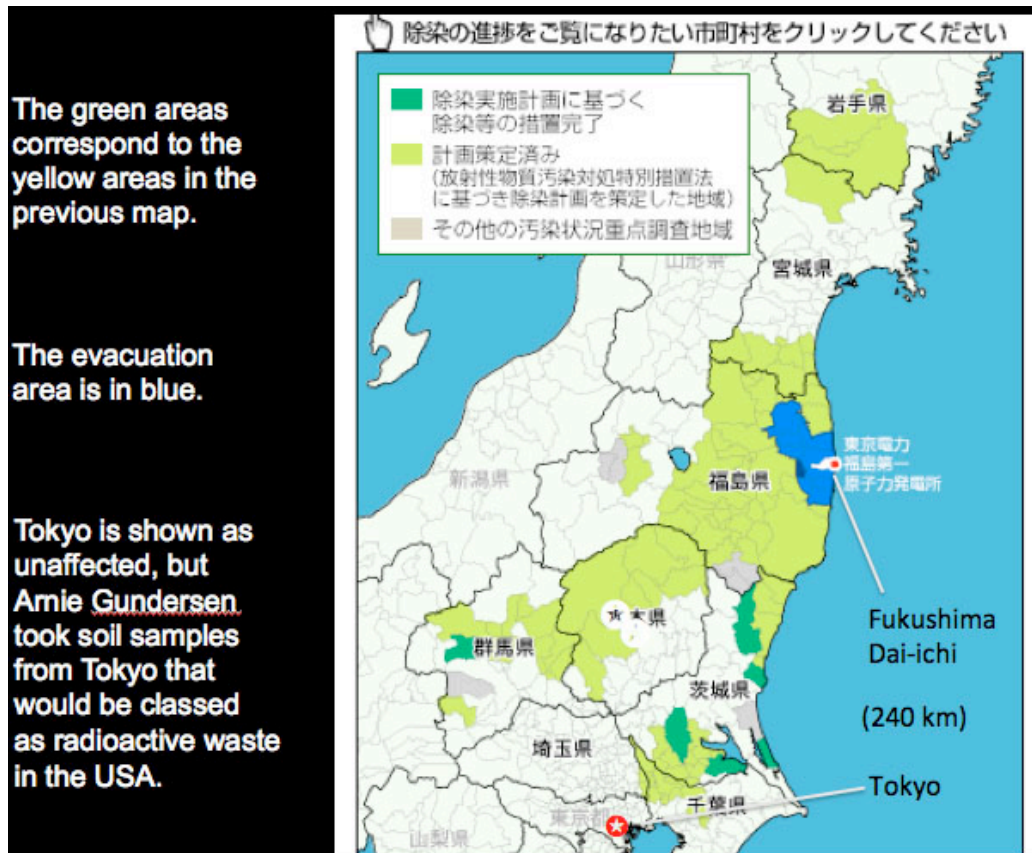 The green areas
correspond to the
yellow areas in the
previous map.
The evacuation
area is in blue.
Tokyo is shown as
unaffected, but
Arnie Gundersen
took soil samples
from Tokyo that
would be classed
as radioactive waste
in the USA.
除染の進捗をご覧になりたい市町村をクリックしてください
除染実施計画に基づく
除染等の措置完了
計画策定済み
(放射性物質汚染対処特別措置法
に基づき除染計画を策定した地域)
その他の汚染状況重点調査地域
岩手県
山形県
宮城県
新潟県
福島県
東京電力
福島第一
原子力発電所
Fukushima
Dai-ichi
(240 km)
群馬県
木県
茨城県
埼玉県
千葉県
東京都
山梨県
Tokyo